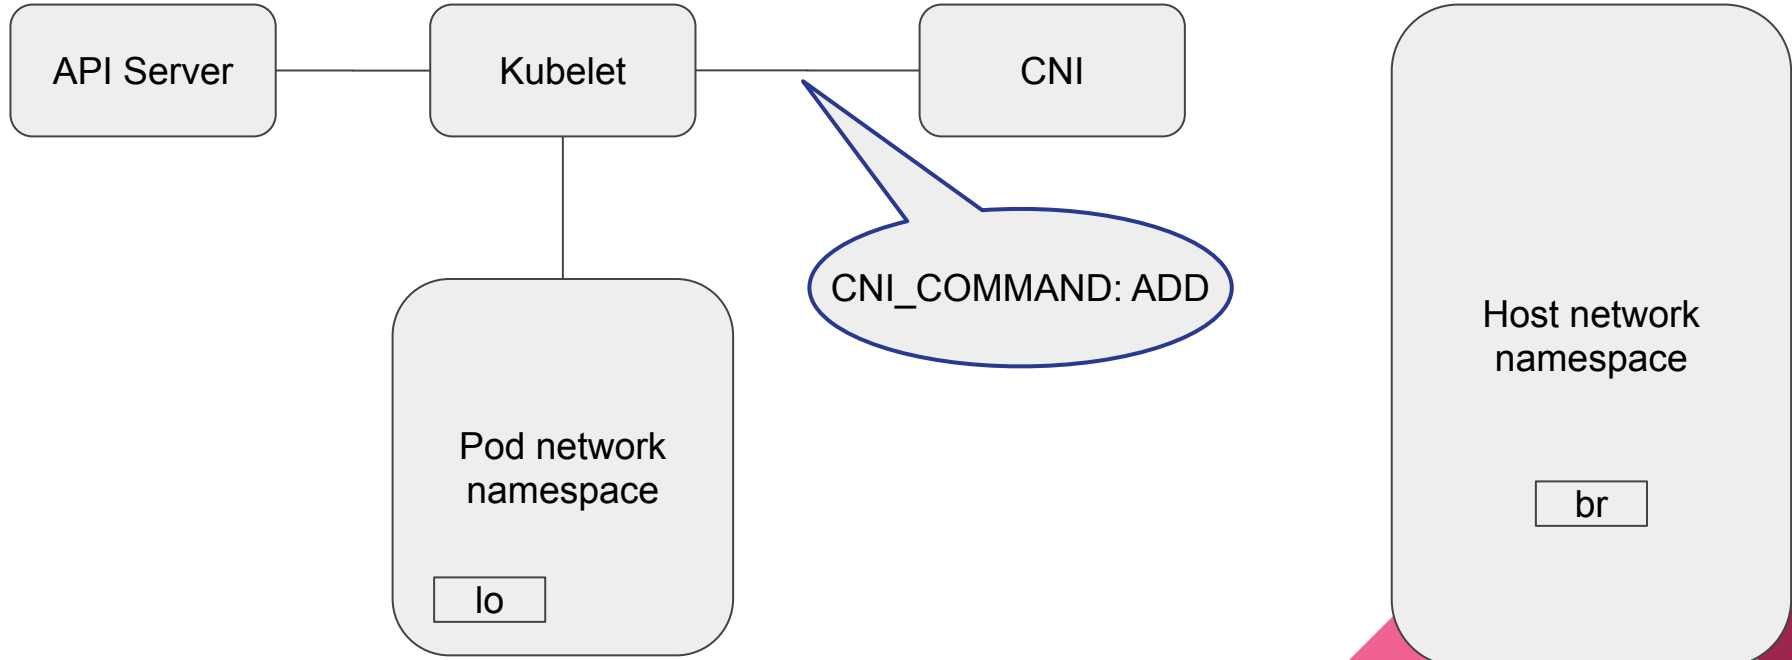 API Server
Kubelet
CNI
CNI_COMMAND: ADD
Host network
namespace
Pod network
namespace
br
lo